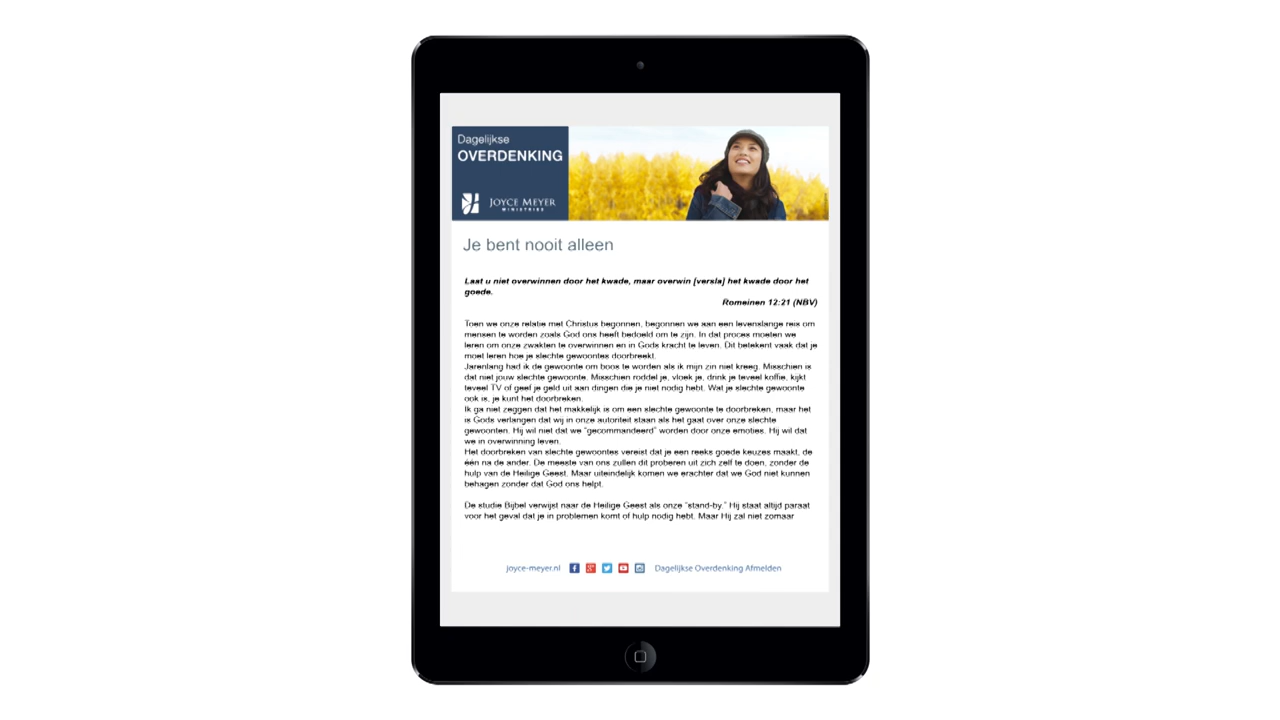 Dagelijkse
OVERDENKING
JOYCE MEYER
MINISTRIES
Je bent nooit alleen
Laat u niet overwinnen door het kwade, maar overwin [versla] het kwade door het
goede.
Romeinen 12:21 (NBV)
Toen we onze relatie met Christus begonnen, begonnen we aan een levenslange reis om
mensen te worden zoals God ons heeft bedoeld om te zijn. In dat proces moeten we
leren om onze zwakten te overwinnen en in Gods kracht te leven. Dit betekent vaak dat je
moet leren hoe je slechte gewoontes doorbreekt.
Jarenlang had ik de gewoonte om boos te worden als ik mijn zin niet kreeg. Misschien is
dat niet jouw slechte gewoonte. Misschien roddel je, vloek je, drink je teveel koffie, kijkt
teveel TV of geef je geld uit aan dingen die je niet nodig hebt. Wat je slechte gewoonte
ook is, je kunt het doorbreken.
Ik ga niet zeggen dat het makkelijk is om een slechte gewoonte te doorbreken, maar het
is Gods verlangen dat wij in onze autoriteit staan als het gaat over onze slechte
gewoonten. Hij wil niet dat we "gecommandeerd" worden door onze emoties. Hij wil dat
we in overwinning leven.
Het doorbreken van slechte gewoontes vereist dat je een reeks goede keuzes maakt, de
één na de ander. De meeste van ons zullen dit proberen uit zich zelf te doen, zonder de
hulp van de Heilige Geest. Maar uiteindelijk komen we erachter dat we God niet kunnen
behagen zonder dat God ons helpt.
De studie Bijbel verwijst naar de Heilige Geest als onze "stand-by." Hij staat altijd paraat
voor het geval dat je in problemen komt of hulp nodig hebt. Maar Hij zal niet zomaar
joyce-meyer.nl Dagelijkse Overdenking Afmelden